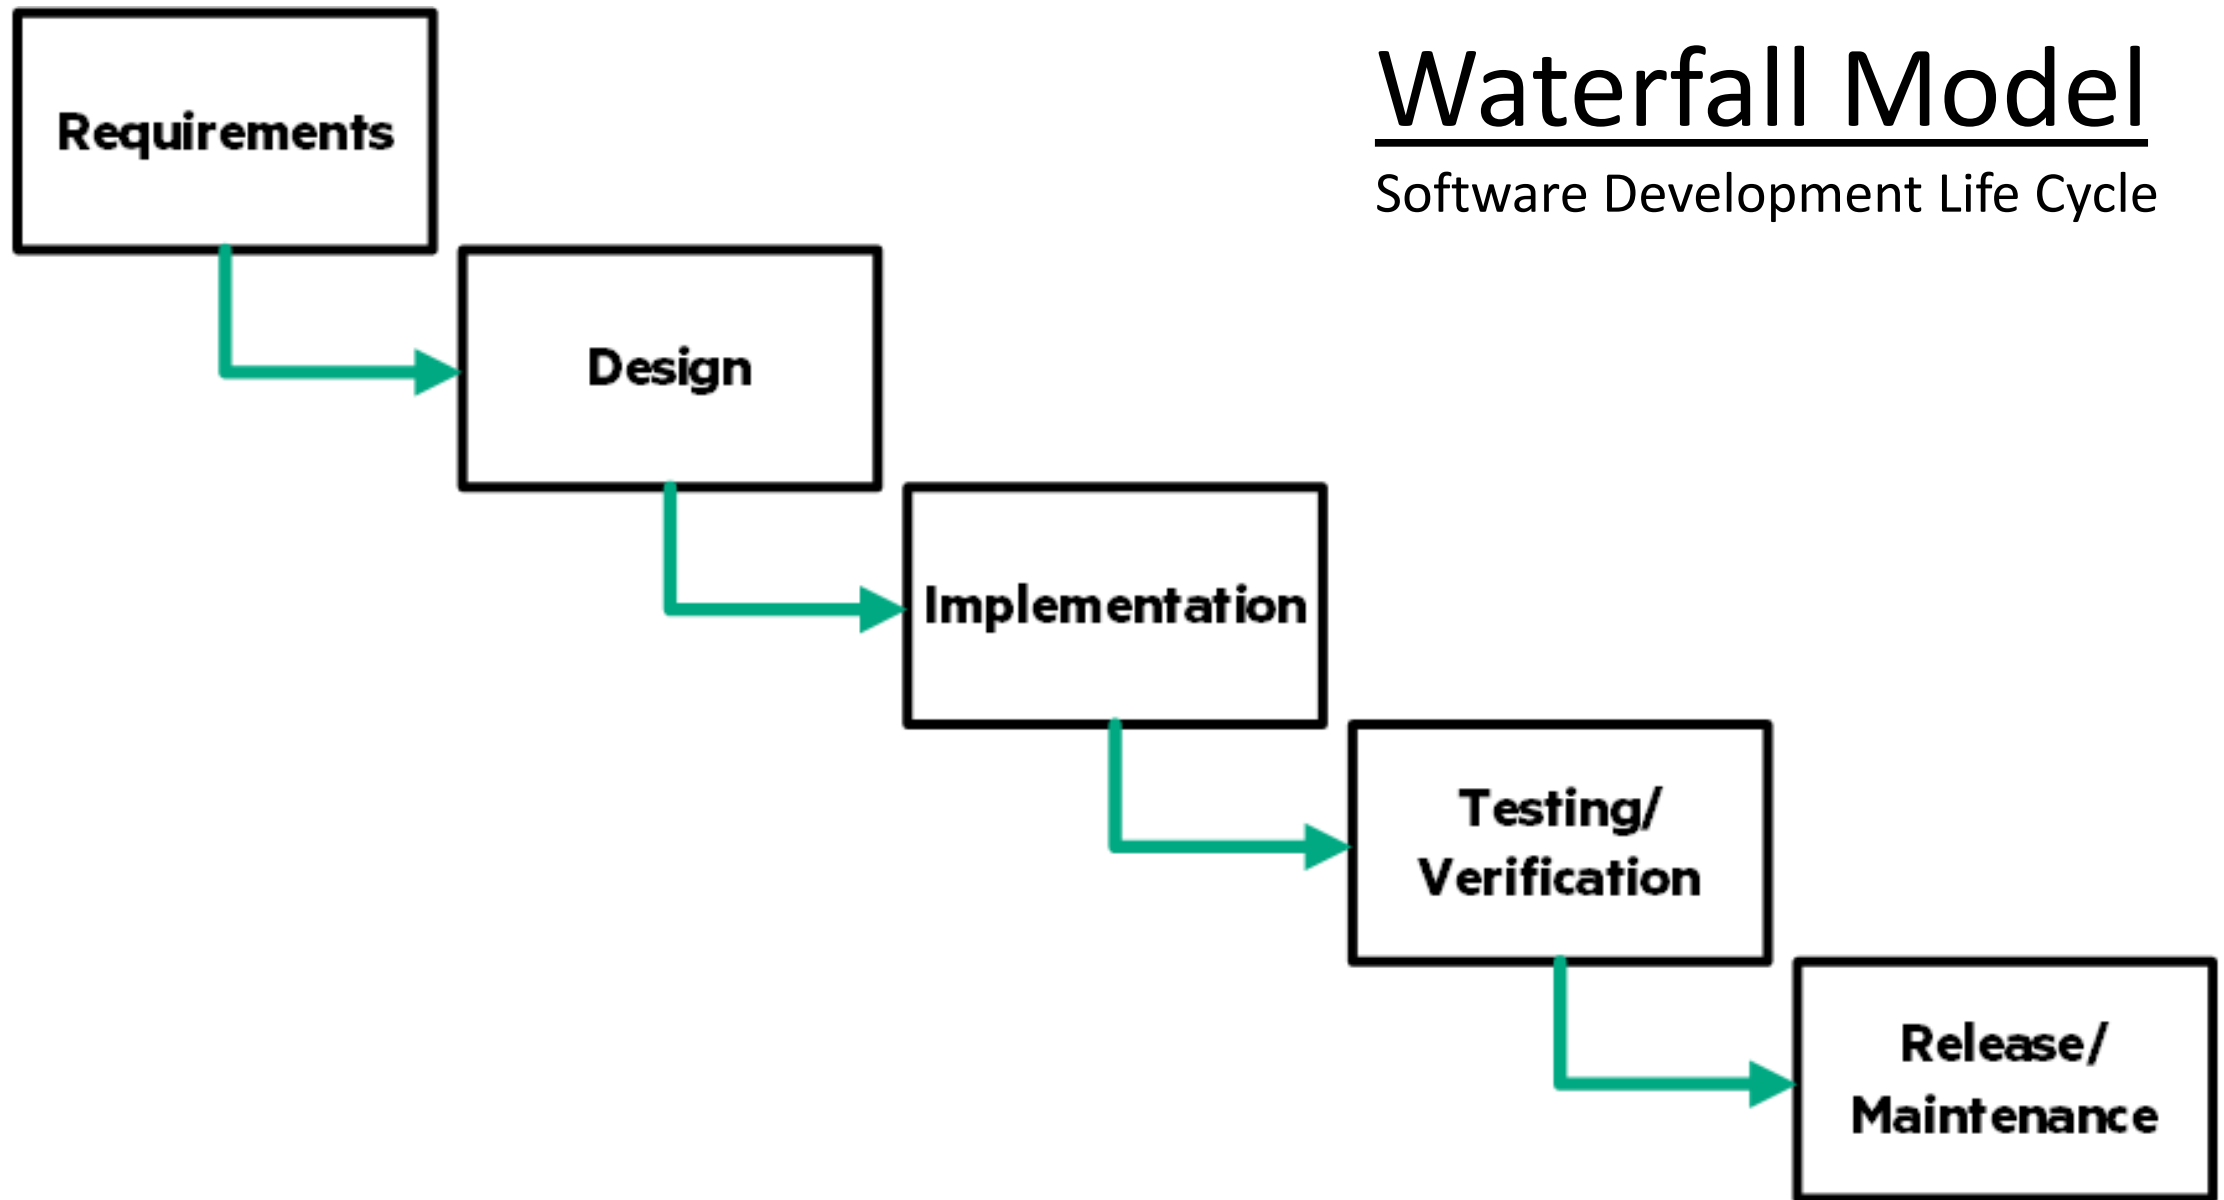 Waterfall Model
Software Development Life Cycle
Requirements
Design
Implementation
Testing/
Verification
Release/
Maintenance